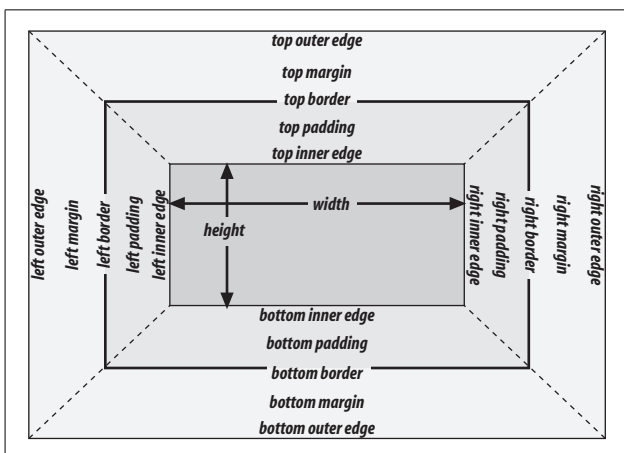 top outer edge
top margin
top border
top padding
top inner edge
left outer edge
left margin
left border
left padding
left inner edge
width
height
right inner edge
right padding
right border
right margin
right outer edge
bottom inner edge
bottom padding
bottom border
bottom margin
bottom outer edge